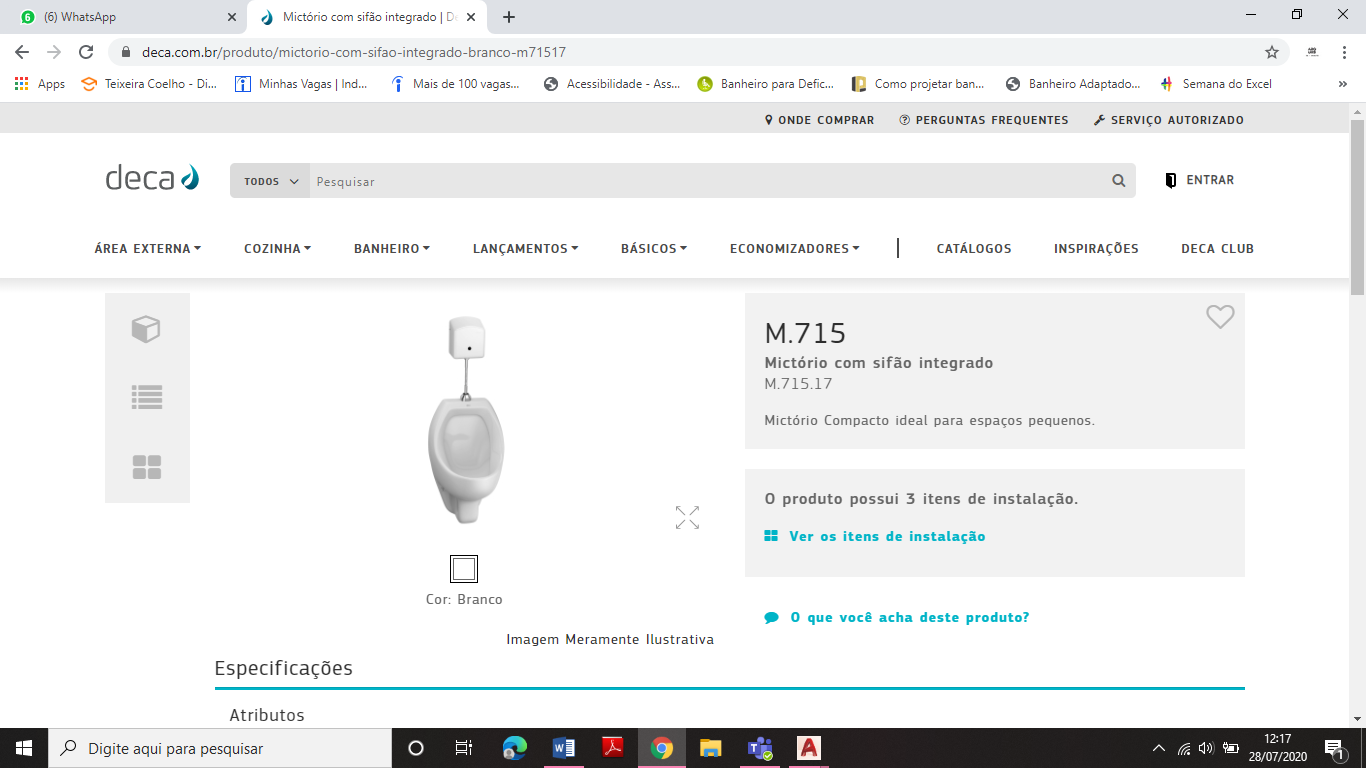 6
(6) WhatsApp
Mictório com sifão integrado | De
deca.com.br/produto/mictorio-com-sifao-integrado-branco-m71517
Apps
Teixeira Coelho - Di...
Minhas Vagas | Ind...
Mais de 100 vagas...
Acessibilidade - Ass...
Banheiro para Defic...
Como projetar ban...
Banheiro Adaptado...
Semana do Excel
»
ONDE COMPRAR
PERGUNTAS FREQUENTES
SERVIÇO AUTORIZADO
deca
TODOS
Pesquisar
ENTRAR
ÁREA EXTERNA
COZINHA
BANHEIRO
LANÇAMENTOS
BÁSICOS
ECONOMIZADORES
CATÁLOGOS
INSPIRAÇÕES
DECA CLUB
M.715
Mictório com sifão integrado
M.715.17
Mictório Compacto ideal para espaços pequenos.
O produto possui 3 itens de instalação.
Ver os itens de instalação
O que você acha deste produto?
Cor: Branco
Imagem Meramente Ilustrativa
Especificações
Atributos
Digite aqui para pesquisar
12:17
28/07/2020
1